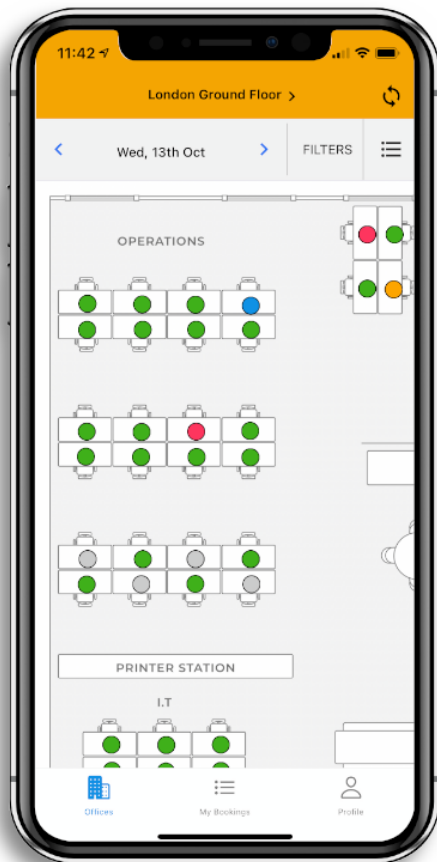 11:42
London Ground Floor >
< Wed, 13th Oct > FILTERS
OPERATIONS
PRINTER STATION
I.T
Offices My Bookings Profile